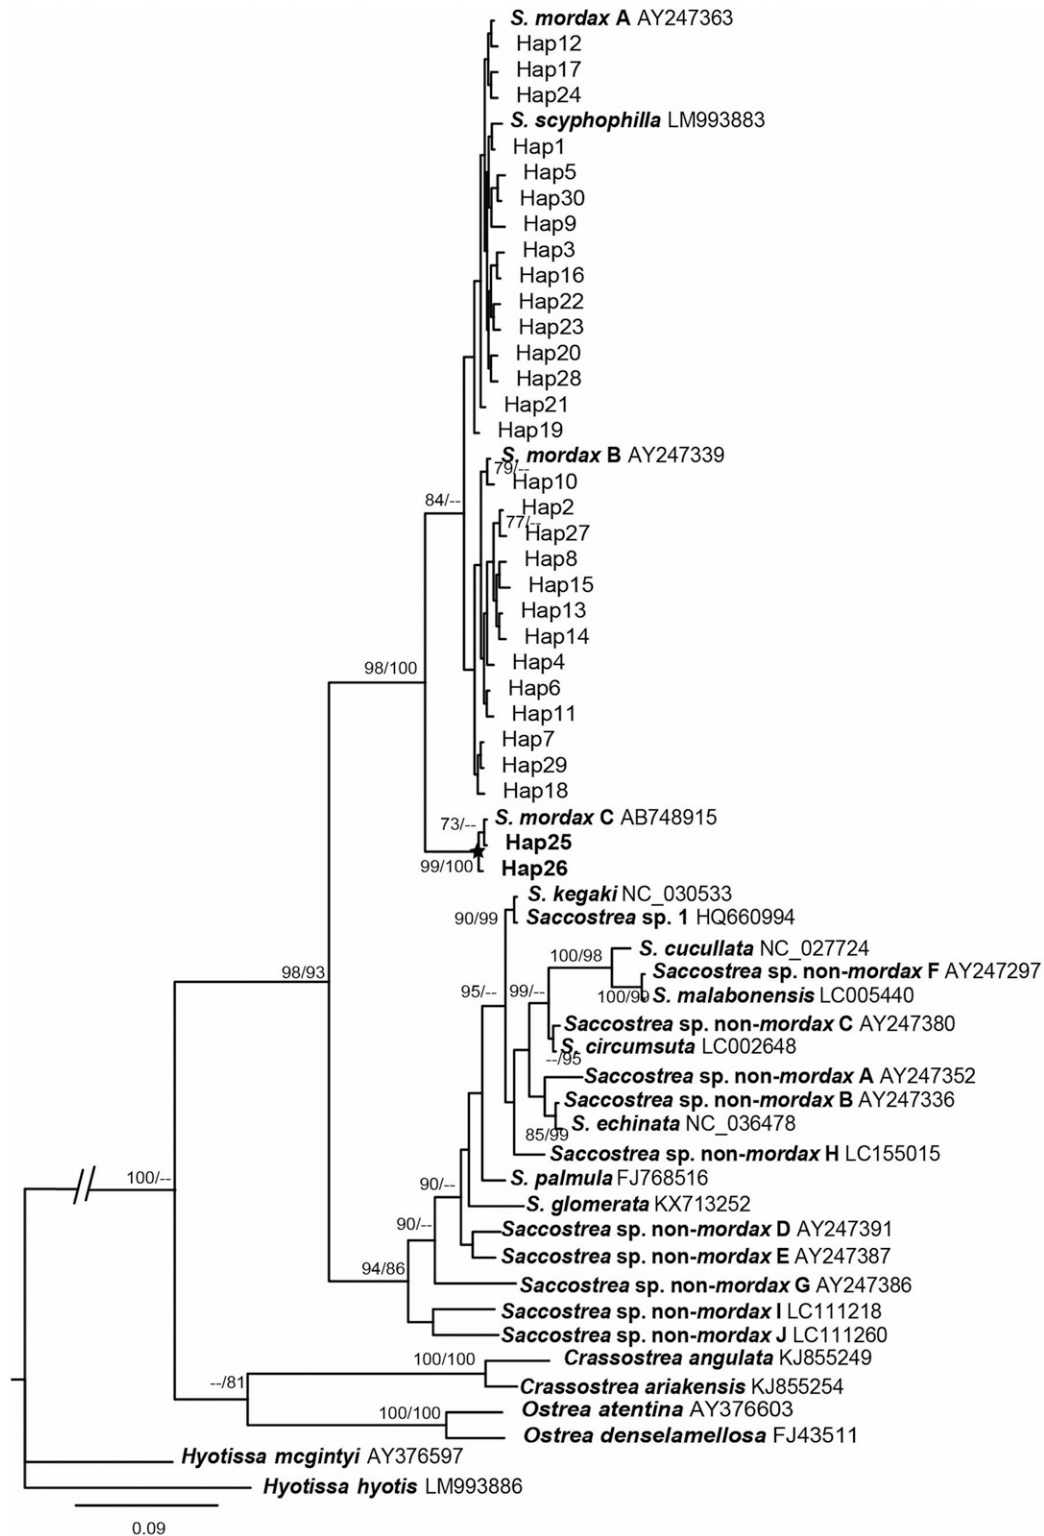 S. mordax A AY247363
Hap12
Hap17
Hap24
S. scyphophilla LM993883
Hap1
Hap5
Hap30
Hap9
Hap3
Hap16
Hap22
Hap23
Hap20
Hap28
Hap21
Hap19
S. mordax B AY247339
79/--
Hap10
84/--
Hap2
77/--
Hap27
Hap8
Hap15
Hap13
Hap14
Hap4
98/100
Hap6
Hap11
Hap7
Hap29
Hap18
S. mordax C AB748915
73/--
Hap25
99/100
Hap26
S. kegaki NC_030533
90/99
Saccostrea sp. 1 HQ660994
S. cucullata NC_027724
100/98
98/93
Saccostrea sp. non-mordax F AY247297
95/--
99/--
100/99
S. malabonensis LC005440
Saccostrea sp. non-mordax C AY247380
S. circumsuta LC002648
--/95
Saccostrea sp. non-mordax A AY247352
Saccostrea sp. non-mordax B AY247336
S. echinata NC_036478
85/99
Saccostrea sp. non-mordax H LC155015
100/--
90/--
S. palmula FJ768516
S. glomerata KX713252
90/--
Saccostrea sp. non-mordax D AY247391
Saccostrea sp. non-mordax E AY247387
94/86
Saccostrea sp. non-mordax G AY247386
Saccostrea sp. non-mordax I LC111218
Saccostrea sp. non-mordax J LC111260
100/100
Crassostrea angulata KJ855249
--/81
Crassostrea ariakensis KJ855254
100/100
Ostrea atentina AY376603
Ostrea denselamellosa FJ43511
Hyotissa mcgintyi AY376597
Hyotissa hyotis LM993886
0.09